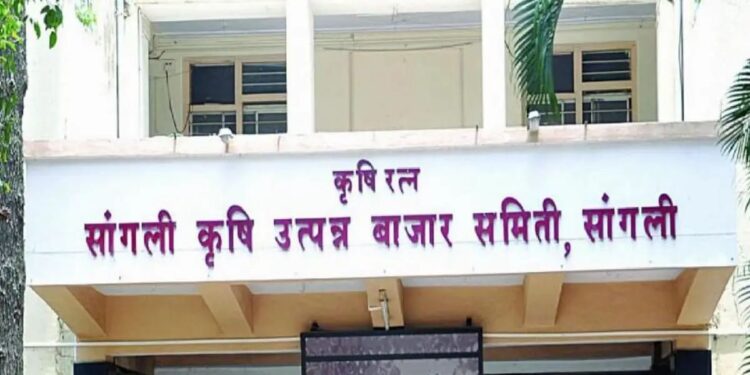 कृषि रत्न
सांगली कृषि उत्पन्न बाजार समिती, सांगली